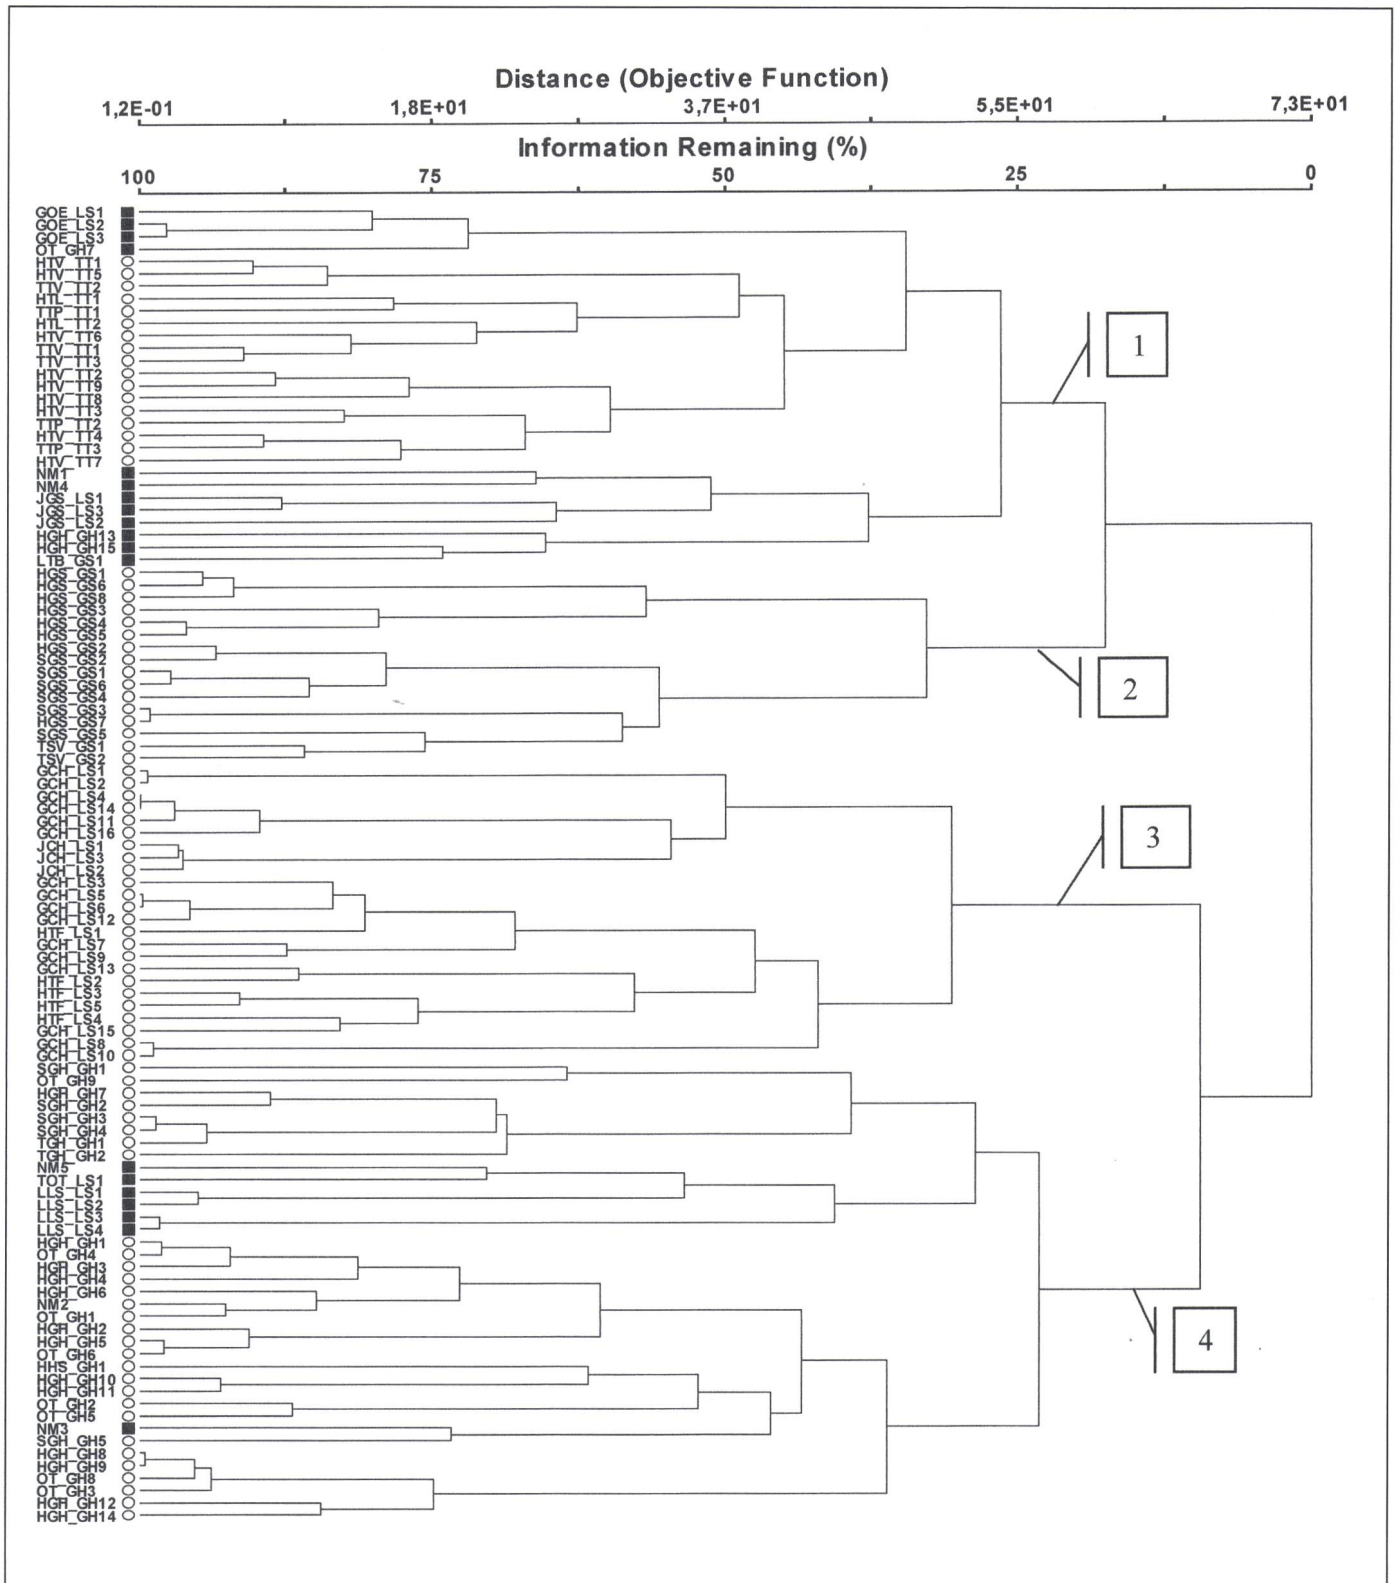 Distance (Objective Function)
1,2E-01 1,8E+01 3,7E+01 5,5E+01 7,3E+01
Information Remaining (%)
100 75 50 25 0
GOE_LS1
GOE_LS2
GOE_LS3
OT_GH7
HTV_TT1
HTV_TT5
TTV_TT2
HTL_TT1
TTP_TT1
HTL_TT2
HTV_TT6
TTV_TT1
TTV_TT3
HTV_TT2
HTV_TT9
HTV_TT8
HTV_TT3
TTP_TT2
HTV_TT4
TTP_TT3
HTV_TT7
NM1
NM4
JGS_LS1
JGS_LS3
JGS_LS2
HGH_GH13
HGH_GH15
LTB_GS1
HGS_GS1
HGS_GS6
HGS_GS8
HGS_GS3
HGS_GS4
HGS_GS5
HGS_GS2
SGS_GS2
SGS_GS1
SGS_GS6
SGS_GS4
SGS_GS3
HGS_GS7
SGS_GS5
TSV_GS1
TSV_GS2
GCH_LS1
GCH_LS2
GCH_LS4
GCH_LS14
GCH_LS11
GCH_LS16
JCH_LS1
JCH_LS3
JCH_LS2
GCH_LS3
GCH_LS5
GCH_LS6
GCH_LS12
HTF_LS1
GCH_LS7
GCH_LS9
GCH_LS13
HTF_LS2
HTF_LS3
HTF_LS5
HTF_LS4
GCH_LS15
GCH_LS8
GCH_LS10
SGH_GH1
OT_GH9
HGH_GH7
SGH_GH2
SGH_GH3
SGH_GH4
TGH_GH1
TGH_GH2
NM5
TOT_LS1
LLS_LS1
LLS_LS2
LLS_LS3
LLS_LS4
HGH_GH1
OT_GH4
HGH_GH3
HGH_GH4
HGH_GH6
NM2
OT_GH1
HGH_GH2
HGH_GH5
OT_GH6
HHS_GH1
HGH_GH10
HGH_GH11
OT_GH2
OT_GH5
NM3
SGH_GH5
HGH_GH8
HGH_GH9
OT_GH8
OT_GH3
HGH_GH12
HGH_GH14
1
2
3
4